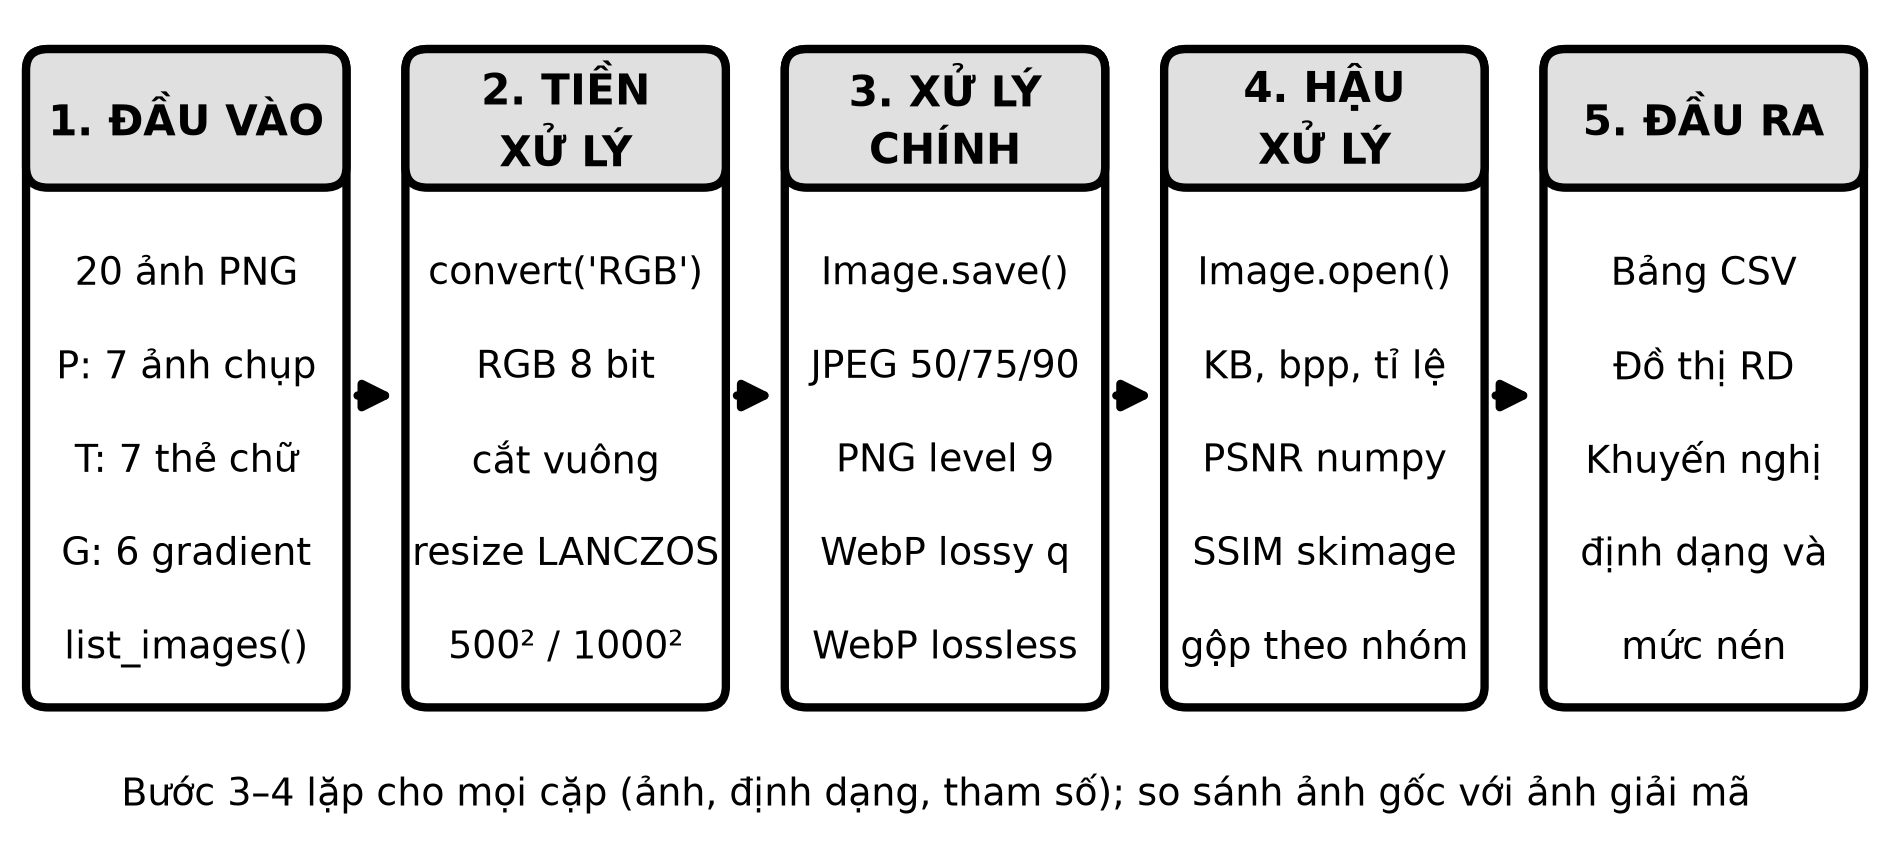 1. ĐẦU VÀO
20 ảnh PNG
P: 7 ảnh chụp
T: 7 thẻ chữ
G: 6 gradient
list_images()
2. TIỀN
XỬ LÝ
convert('RGB')
RGB 8 bit
cắt vuông
resize LANCZOS
500² / 1000²
3. XỬ LÝ
CHÍNH
Image.save()
JPEG 50/75/90
PNG level 9
WebP lossy q
WebP lossless
4. HẬU
XỬ LÝ
Image.open()
KB, bpp, tỉ lệ
PSNR numpy
SSIM skimage
gộp theo nhóm
5. ĐẦU RA
Bảng CSV
Đồ thị RD
Khuyến nghị
định dạng và
mức nén
Bước 3–4 lặp cho mọi cặp (ảnh, định dạng, tham số); so sánh ảnh gốc với ảnh giải mã